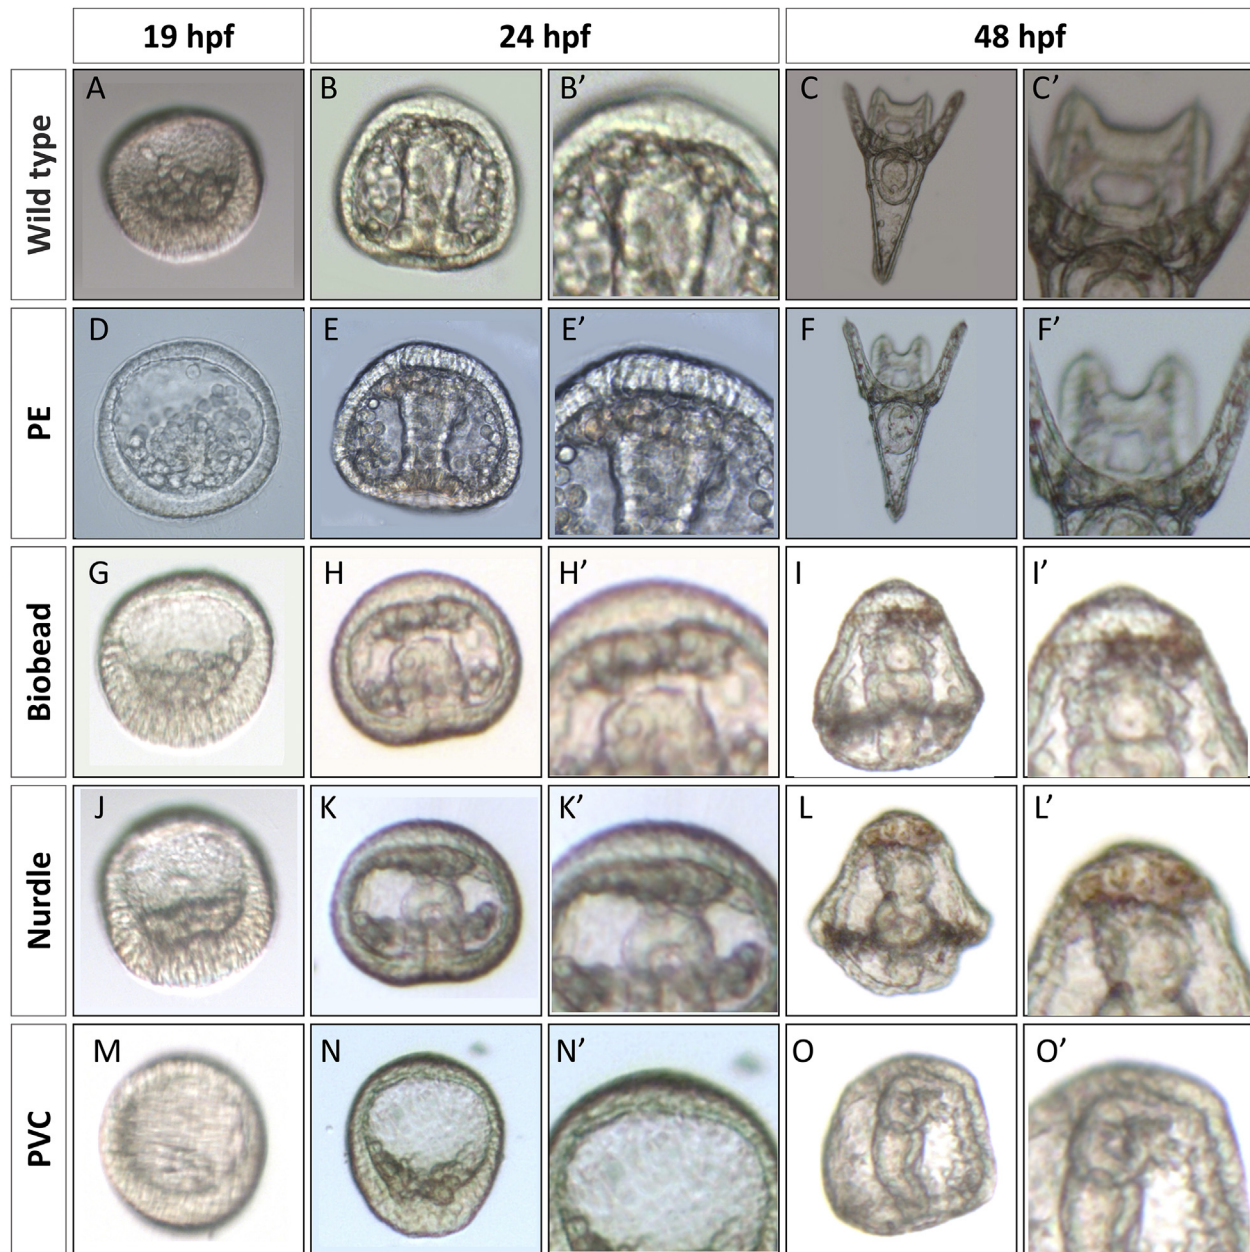 19 hpf 24 hpf 48 hpf
Wild type
A B B’ C C’
PE
D E E’ F F’
Biobead
G H H’ I I’
Nurdle
J K K’ L L’
PVC
M N N’ O O’